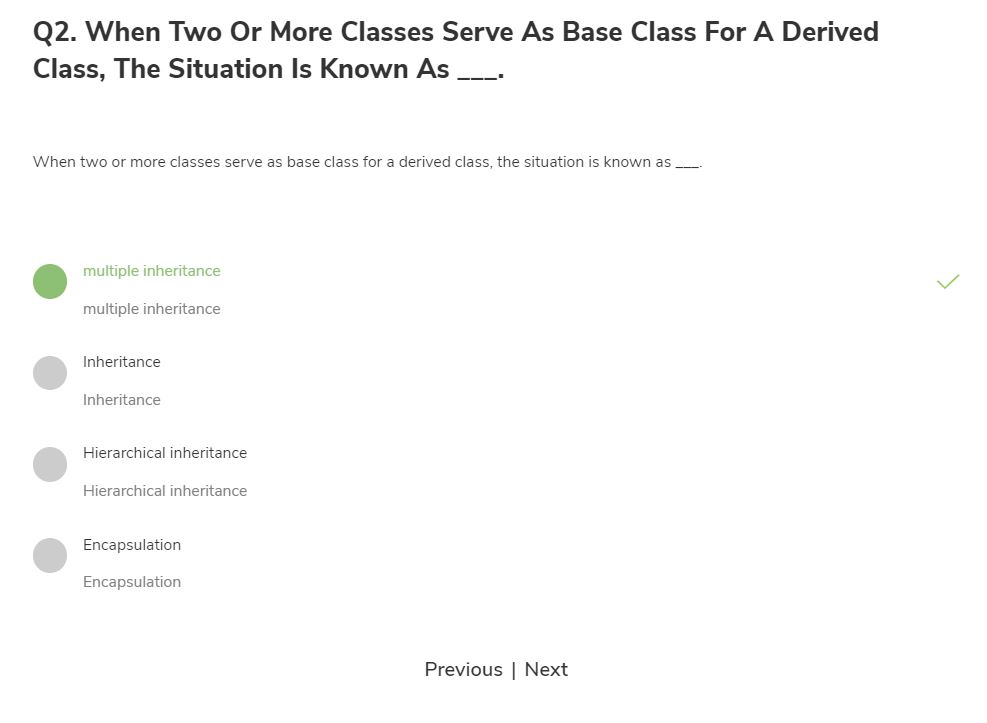 Q2. When Two Or More Classes Serve As Base Class For A Derived
Class, The Situation Is Known As ___.
When two or more classes serve as base class for a derived class, the situation is known as ___.
multiple inheritance
multiple inheritance
Inheritance
Inheritance
Hierarchical inheritance
Hierarchical inheritance
Encapsulation
Encapsulation
Previous | Next